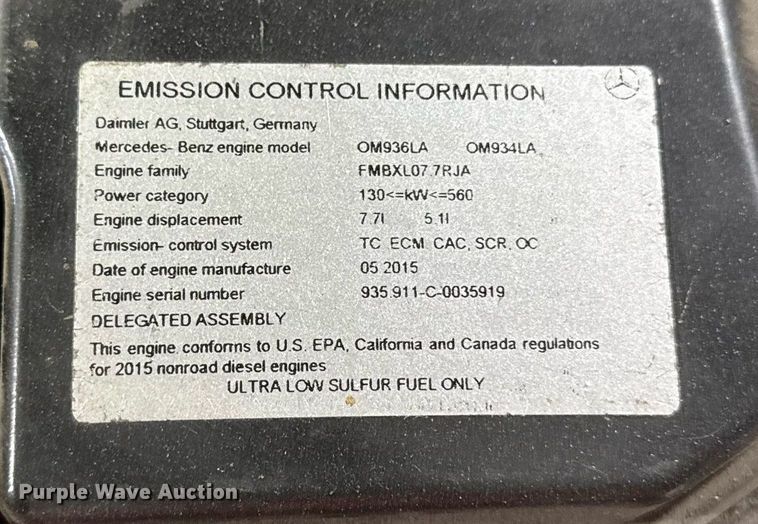 EMISSION CONTROL INFORMATION
Daimler AG, Stuttgart, Germany
Mercedes- Benz engine model OM936LA OM934LA
Engine family FMBXL07.7RJA
Power category 130<=kW<=560
Engine displacement 7.7l 5.1l
Emission- control system TC, ECM, CAC, SCR, OC
Date of engine manufacture 05.2015
Engine serial number 935.911-C-0035919
DELEGATED ASSEMBLY
This engine conforms to U.S. EPA, California and Canada regulations
for 2015 nonroad diesel engines
ULTRA LOW SULFUR FUEL ONLY
Purple Wave Auction